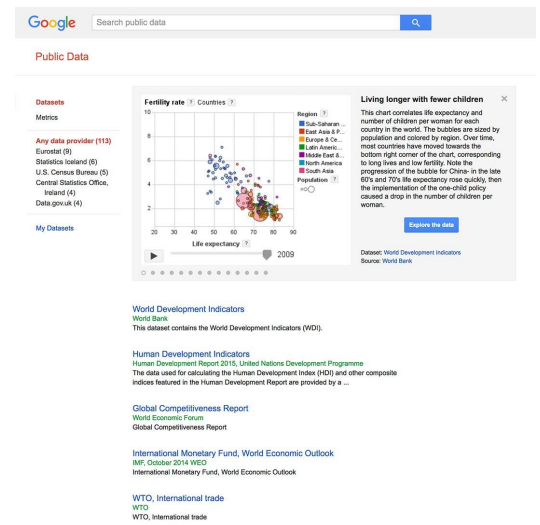 Google
Search public data
Public Data
Datasets
Metrics
Any data provider (113)
Eurostat (9)
Statistics Iceland (6)
U.S. Census Bureau (5)
Central Statistics Office,
Ireland (4)
Data.gov.uk (4)
My Datasets
Fertility rate ? Countries ?
10
8
6
4
2
20 30 40 50 60 70 80 90
Life expectancy ?
2009
Region ?
Sub-Saharan ...
East Asia & P...
Europe & Ce...
Latin Americ...
Middle East &...
North America
South Asia
Population ?
Living longer with fewer children
This chart correlates life expectancy and
number of children per woman for each
country in the world. The bubbles are sized by
population and colored by region. Over time,
most countries have moved towards the
bottom right corner of the chart, corresponding
to long lives and low fertility. Note the
progression of the bubble for China- in the late
60's and 70's life expectancy rose quickly, then
the implementation of the one-child policy
caused a drop in the number of children per
woman.
Explore the data
Dataset: World Development Indicators
Source: World Bank
World Development Indicators
World Bank
This dataset contains the World Development Indicators (WDI).
Human Development Indicators
Human Development Report 2015, United Nations Development Programme
The data used for calculating the Human Development Index (HDI) and other composite
indices featured in the Human Development Report are provided by a ...
Global Competitiveness Report
World Economic Forum
Global Competitiveness Report
International Monetary Fund, World Economic Outlook
IMF, October 2014 WEO
International Monetary Fund, World Economic Outlook
WTO, International trade
WTO
WTO, International trade